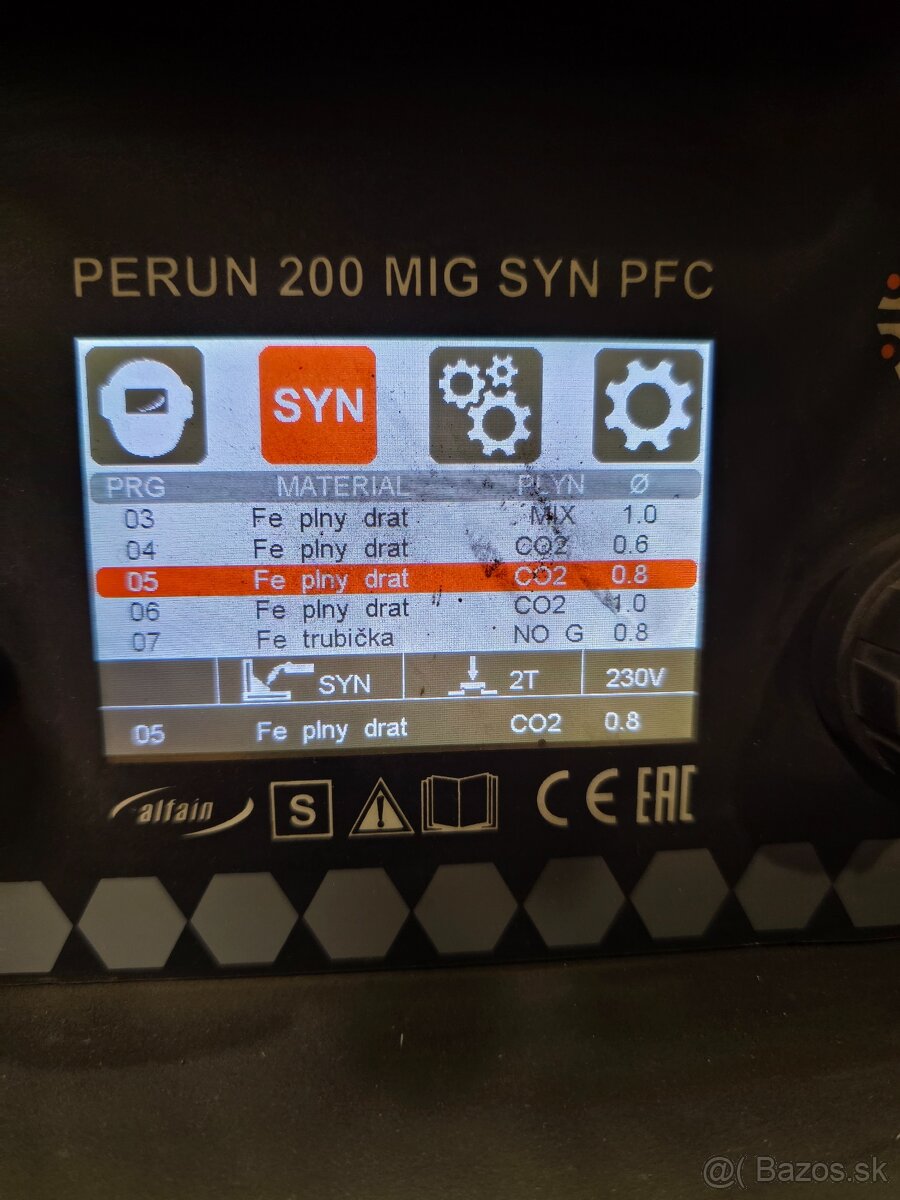 PERUN 200 MIG SYN PFC
SYN
PRG MATERIAL PLYN Ø
03 Fe plny drat MIX 1.0
04 Fe plny drat CO2 0.6
05 Fe plny drat CO2 0.8
06 Fe plny drat CO2 1.0
07 Fe trubička NO G 0.8
SYN 2T 230V
05 Fe plny drat CO2 0.8
alfain S CE EAC
@( Bazos.sk